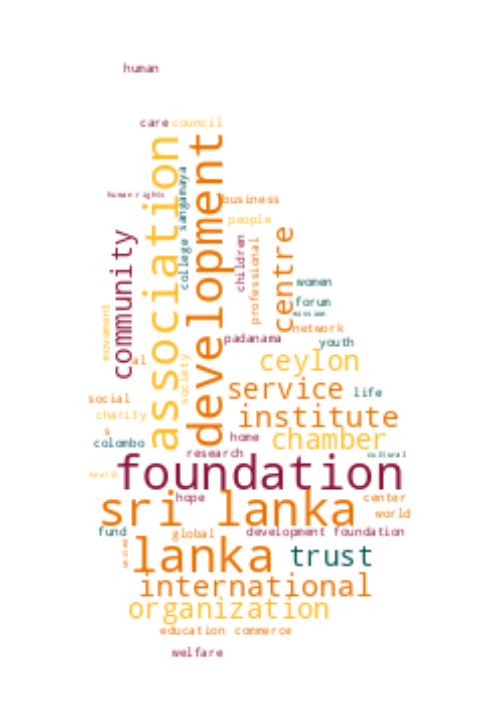 human
care council
human rights
association
development
college
sangamaya
business
people
community
children
professional
centre
women
forum
mission
network
movement
al
padanama
youth
society
ceylon
service
life
social
charity
institute
s
colombo
home
chamber
research
cultural
health
foundation
hope
sri lanka
center
world
fund
global
development foundation
united
lanka
trust
international
organization
education
commerce
welfare